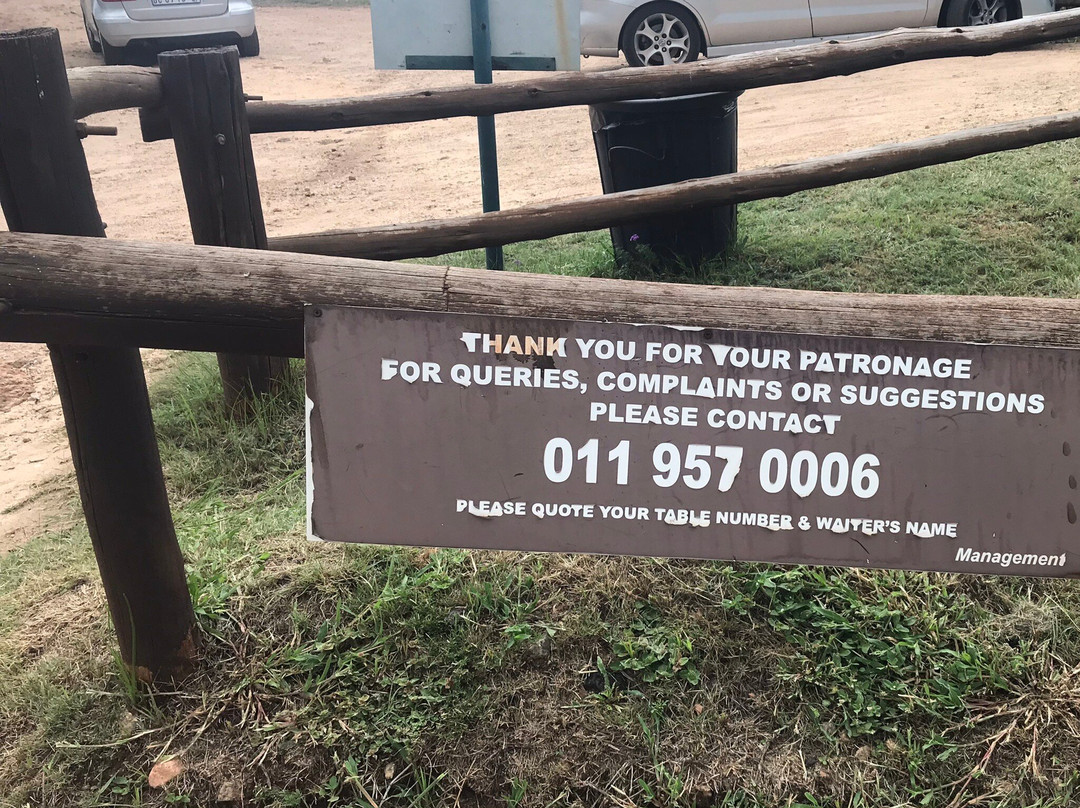 THANK YOU FOR YOUR PATRONAGE
FOR QUERIES, COMPLAINTS OR SUGGESTIONS
PLEASE CONTACT
011 957 0006
PLEASE QUOTE YOUR TABLE NUMBER & WAITER'S NAME
Management